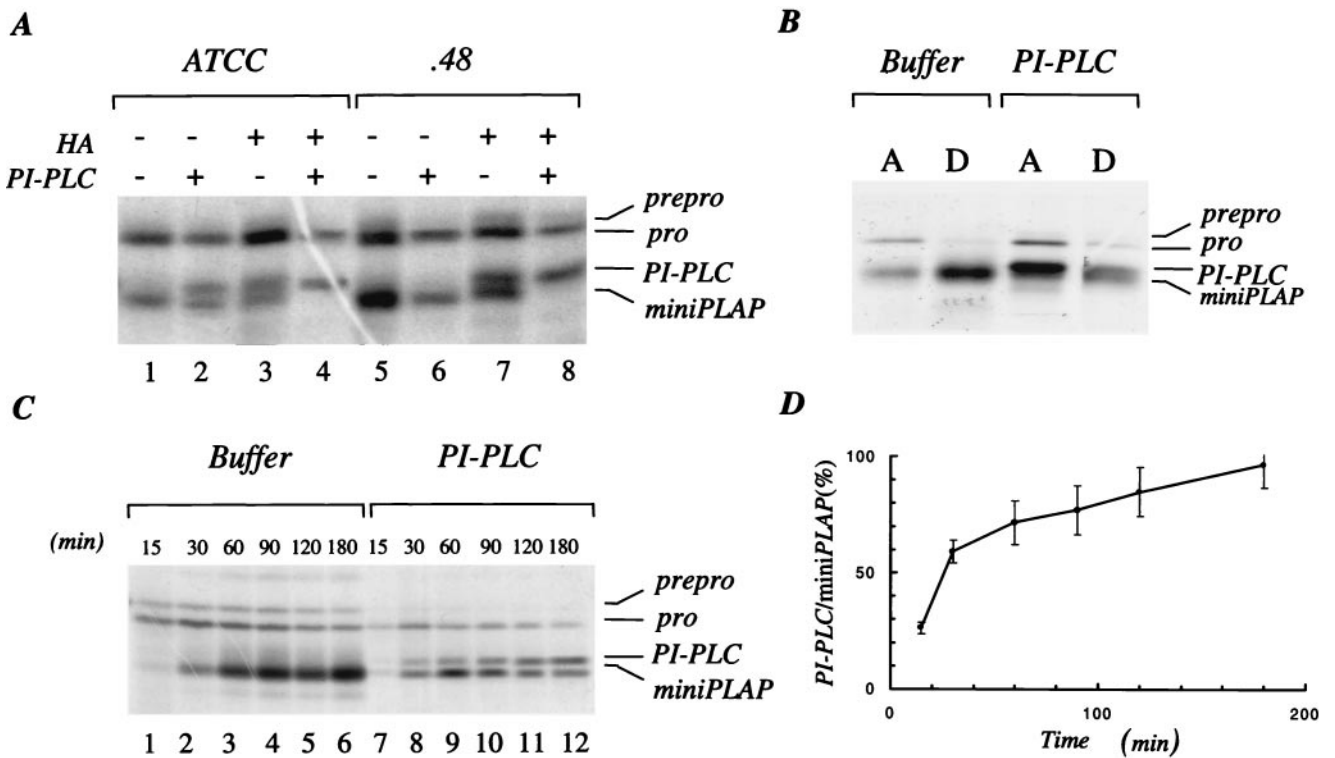 A
ATCC .48
HA - - + + - - + +
PI-PLC - + - + - + - +
prepro
pro
PI-PLC
miniPLAP
1 2 3 4 5 6 7 8
B
Buffer PI-PLC
A D A D
prepro
pro
PI-PLC
miniPLAP
C
Buffer PI-PLC
(min) 15 30 60 90 120 180 15 30 60 90 120 180
prepro
pro
PI-PLC
miniPLAP
1 2 3 4 5 6 7 8 9 10 11 12
D
PI-PLC/miniPLAP(%)
100
50
0
0 100 200
Time (min)